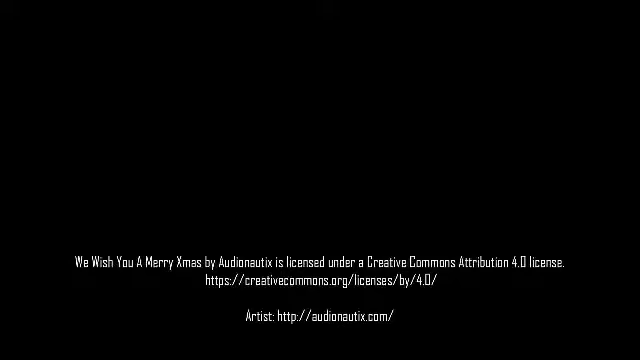 We Wish You A Merry Xmas by Audionautix is licensed under a Creative Commons Attribution 4.0 license.
https://creativecommons.org/licenses/by/4.0/
Artist: http://audionautix.com/